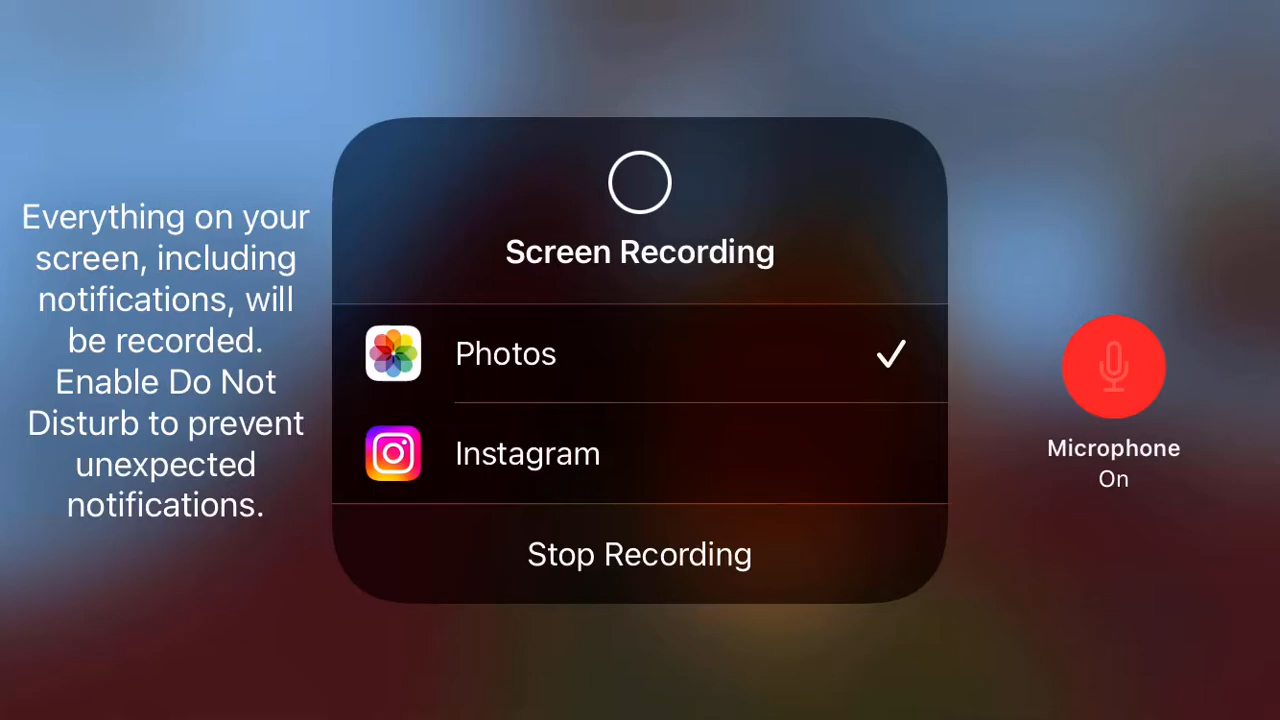 Everything on your
screen, including
notifications, will
be recorded.
Enable Do Not
Disturb to prevent
unexpected
notifications.
Screen Recording
Photos
Instagram
Stop Recording
Microphone
On